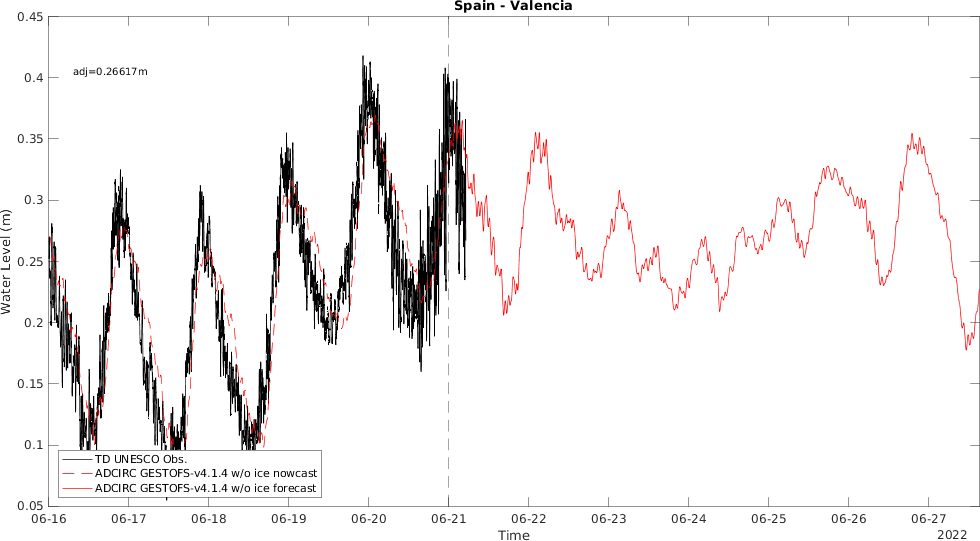 Spain - Valencia
adj=0.26617m
Water Level (m)
0.45
0.4
0.35
0.3
0.25
0.2
0.15
0.1
0.05
TD UNESCO Obs.
ADCIRC GESTOFS-v4.1.4 w/o ice nowcast
ADCIRC GESTOFS-v4.1.4 w/o ice forecast
06-16 06-17 06-18 06-19 06-20 06-21 06-22 06-23 06-24 06-25 06-26 06-27
Time
2022